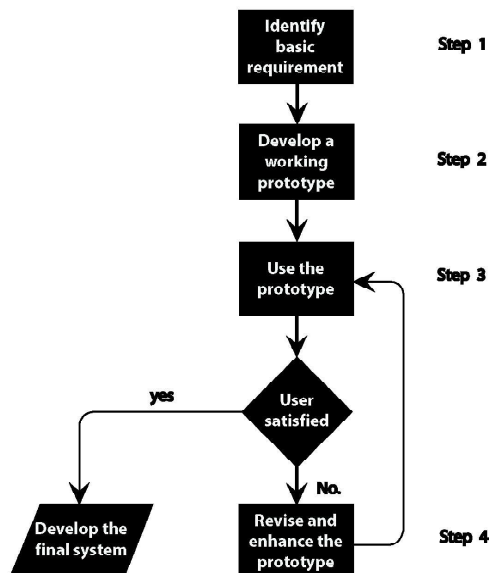 Identify
basic
requirement
Step 1
Develop a
working
prototype
Step 2
Use the
prototype
Step 3
User
satisfied
yes
No.
Develop the
final system
Revise and
enhance the
prototype
Step 4